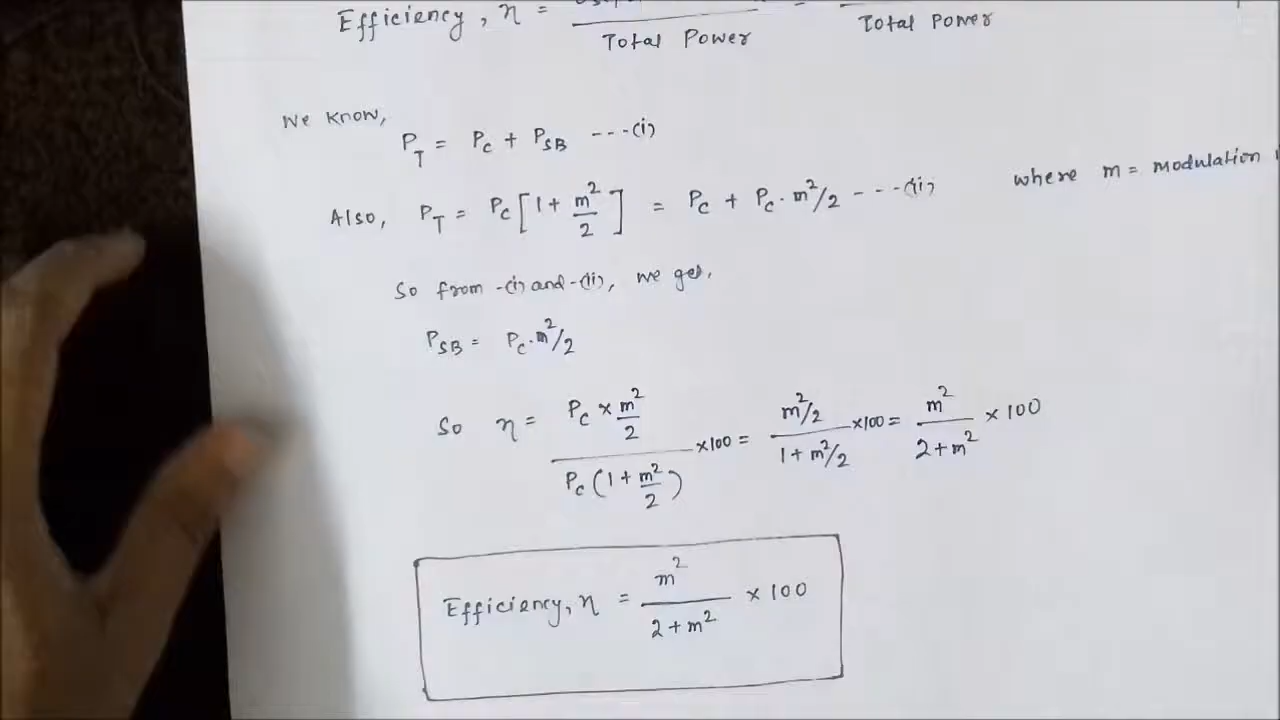 Efficiency, η = ――― = ―――
Total Power Total Power
We know,
P_T = P_C + P_SB ---(i)
Also, P_T = P_C [1 + m²/2] = P_C + P_C · m²/2 ---(ii) where m = modulation
So from -(i) and -(ii), we get,
P_SB = P_C · m²/2
So η = P_C × m²/2 / P_C (1 + m²/2) ×100 = m²/2 / 1 + m²/2 ×100 = m² / 2 + m² × 100
Efficiency, η = m² / 2 + m² × 100